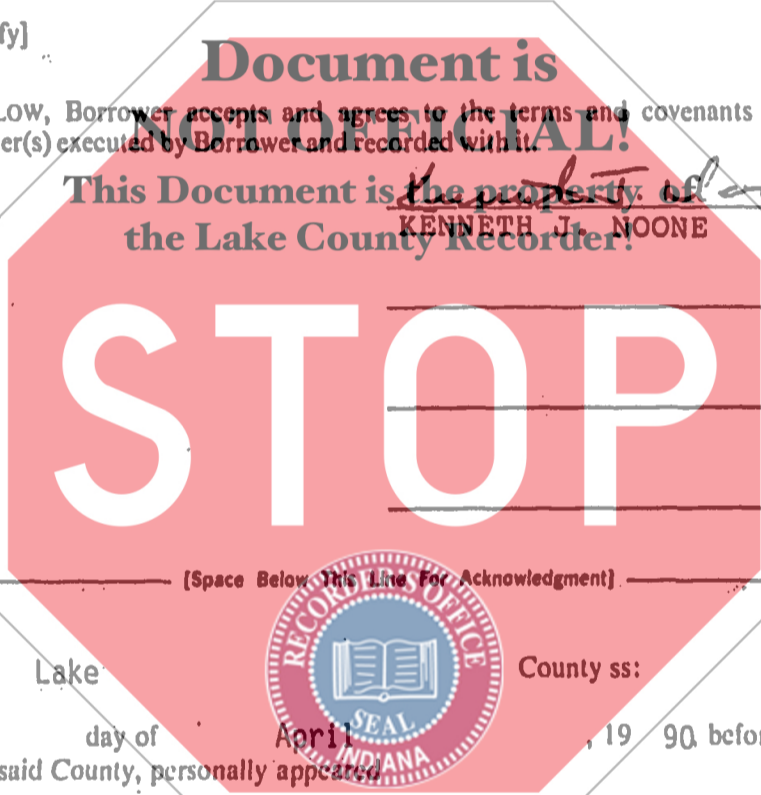 fy]
Document is
LOW, Borrower accepts and agrees to the terms and covenants
NOT OFFICIAL!
er(s) executed by Borrower and recorded with it.
This Document is the property of
KENNETH J. NOONE
the Lake County Recorder!
STOP
[Space Below This Line For Acknowledgment]
RECORDER'S OFFICE
Lake County ss:
SEAL
day of April , 19 90, befor
INDIANA
said County, personally appeared